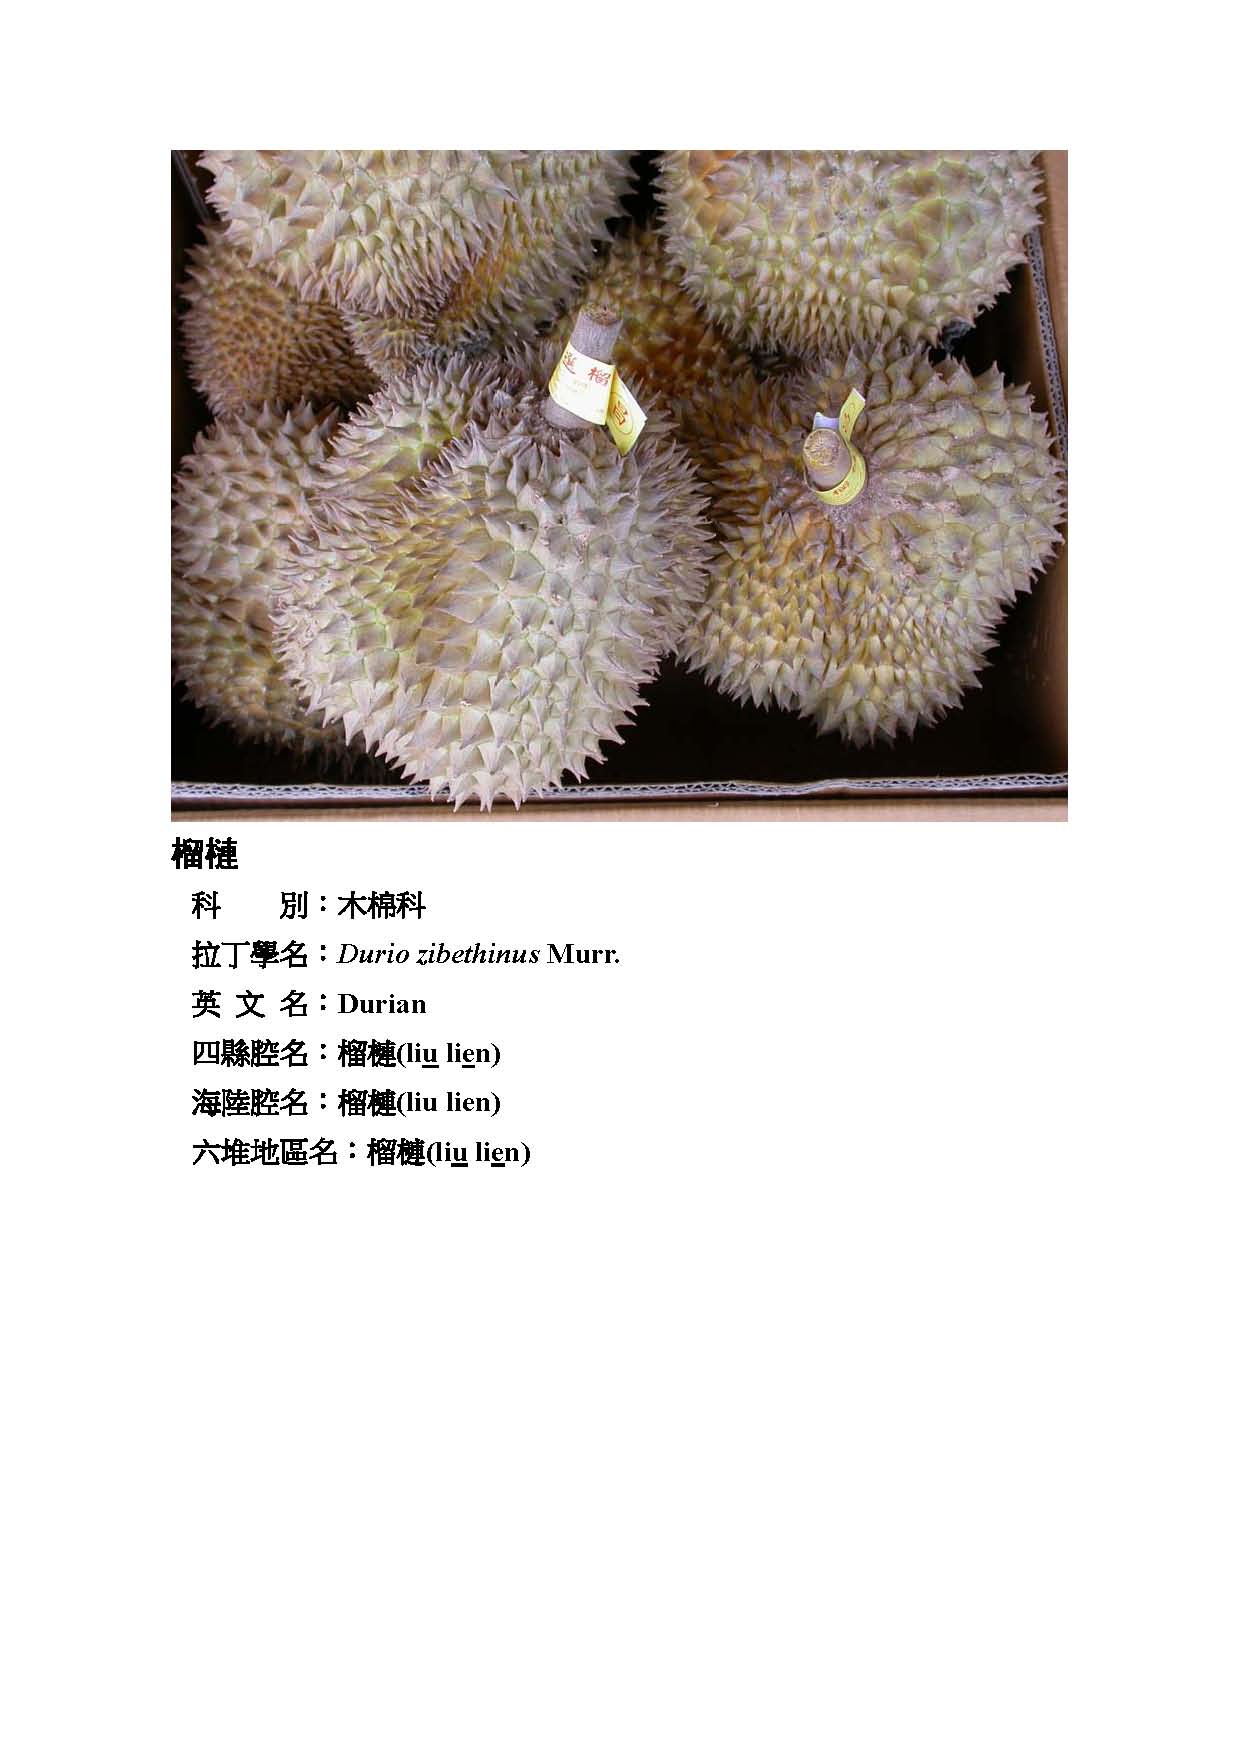 榴槤
科　　別：木棉科
拉丁學名：Durio zibethinus Murr.
英 文 名：Durian
四縣腔名：榴槤(liu lien)
海陸腔名：榴槤(liu lien)
六堆地區名：榴槤(liu lien)